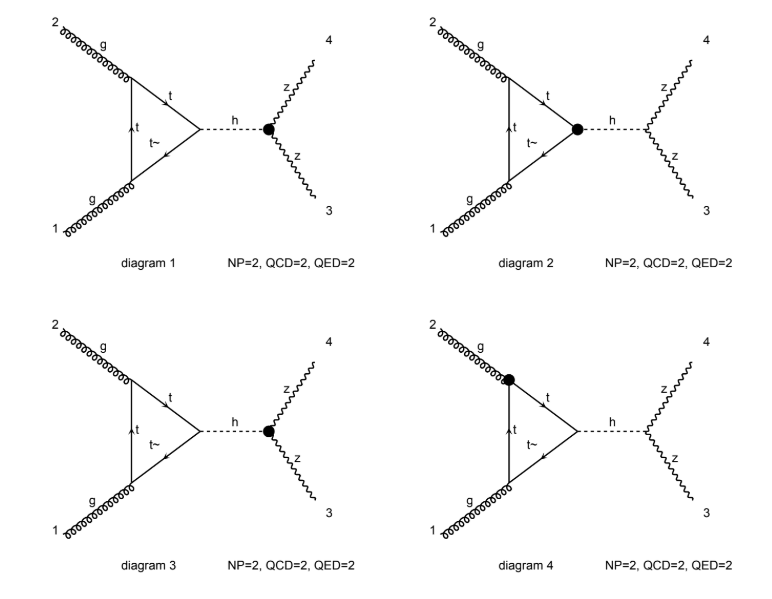 2
g
t
4
z
h
t
t~
z
g
1
3
diagram 1 NP=2, QCD=2, QED=2
2
g
t
4
z
h
t
t~
z
g
1
3
diagram 2 NP=2, QCD=2, QED=2
2
g
t
4
z
h
t
t~
z
g
1
3
diagram 3 NP=2, QCD=2, QED=2
2
g
t
4
z
h
t
t~
z
g
1
3
diagram 4 NP=2, QCD=2, QED=2